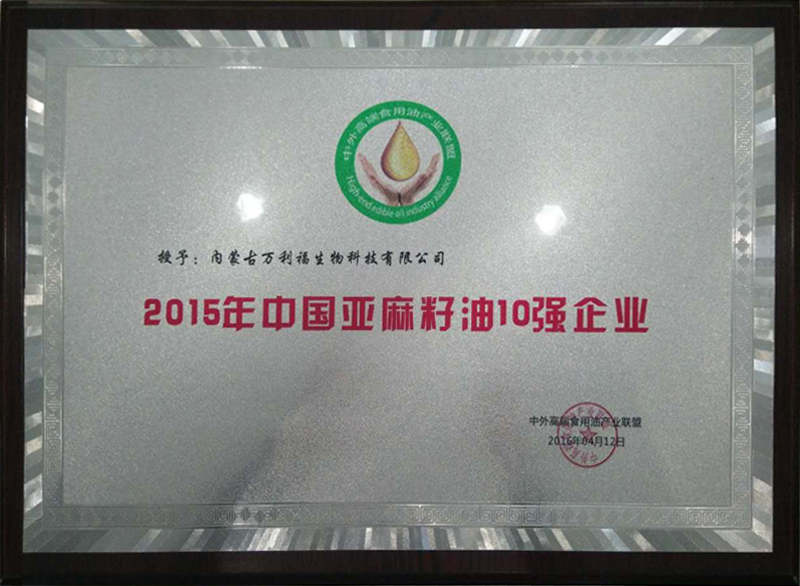 中外高端食用油产业联盟
High-end edible oil industry alliance
授予：内蒙古万利福生物科技有限公司
2015年中国亚麻籽油10强企业
中外高端食用油产业联盟
2016年04月12日